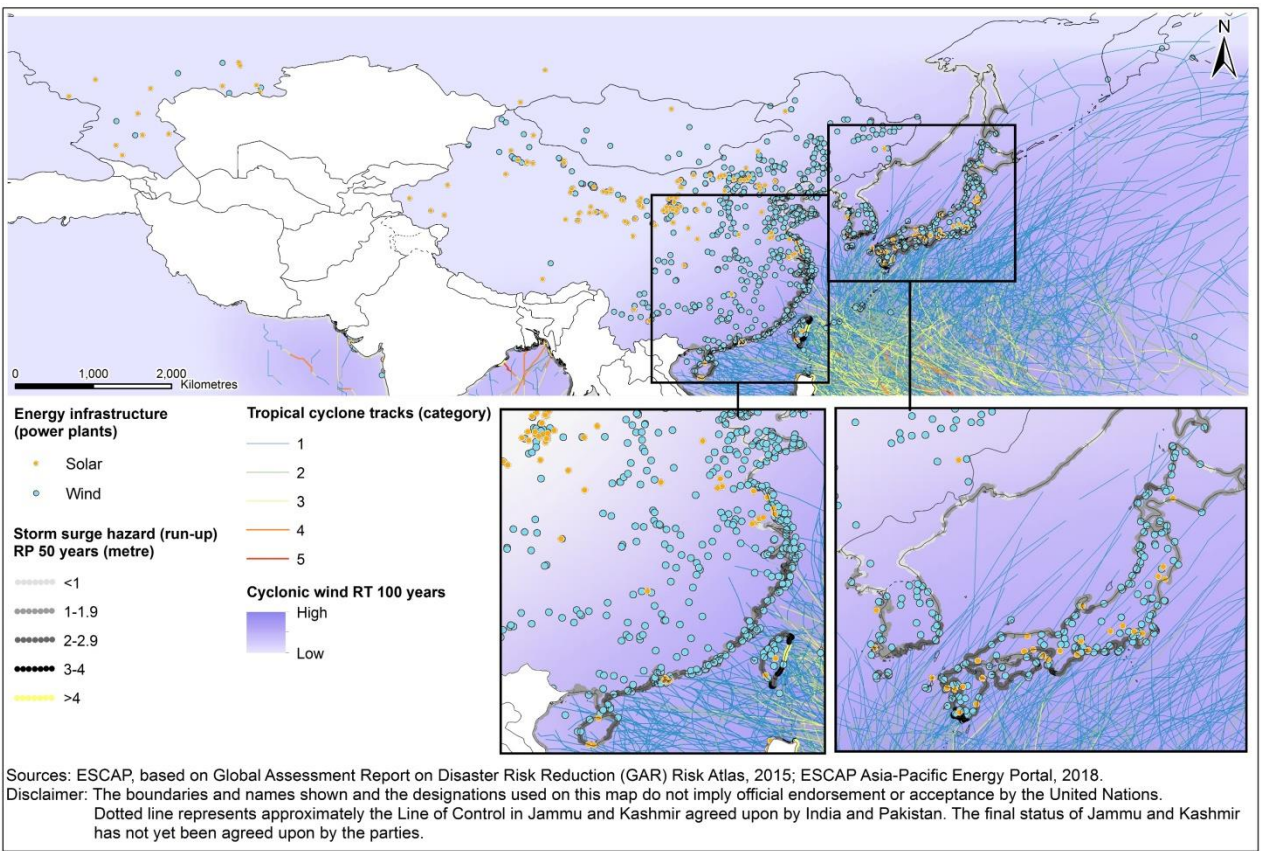 N
0
1,000
2,000
Kilometres
Energy infrastructure
(power plants)
Solar
Wind
Storm surge hazard (run-up)
RP 50 years (metre)
<1
1-1.9
2-2.9
3-4
>4
Tropical cyclone tracks (category)
1
2
3
4
5
Cyclonic wind RT 100 years
High
Low
Sources: ESCAP, based on Global Assessment Report on Disaster Risk Reduction (GAR) Risk Atlas, 2015; ESCAP Asia-Pacific Energy Portal, 2018.
Disclaimer: The boundaries and names shown and the designations used on this map do not imply official endorsement or acceptance by the United Nations.
Dotted line represents approximately the Line of Control in Jammu and Kashmir agreed upon by India and Pakistan. The final status of Jammu and Kashmir
has not yet been agreed upon by the parties.